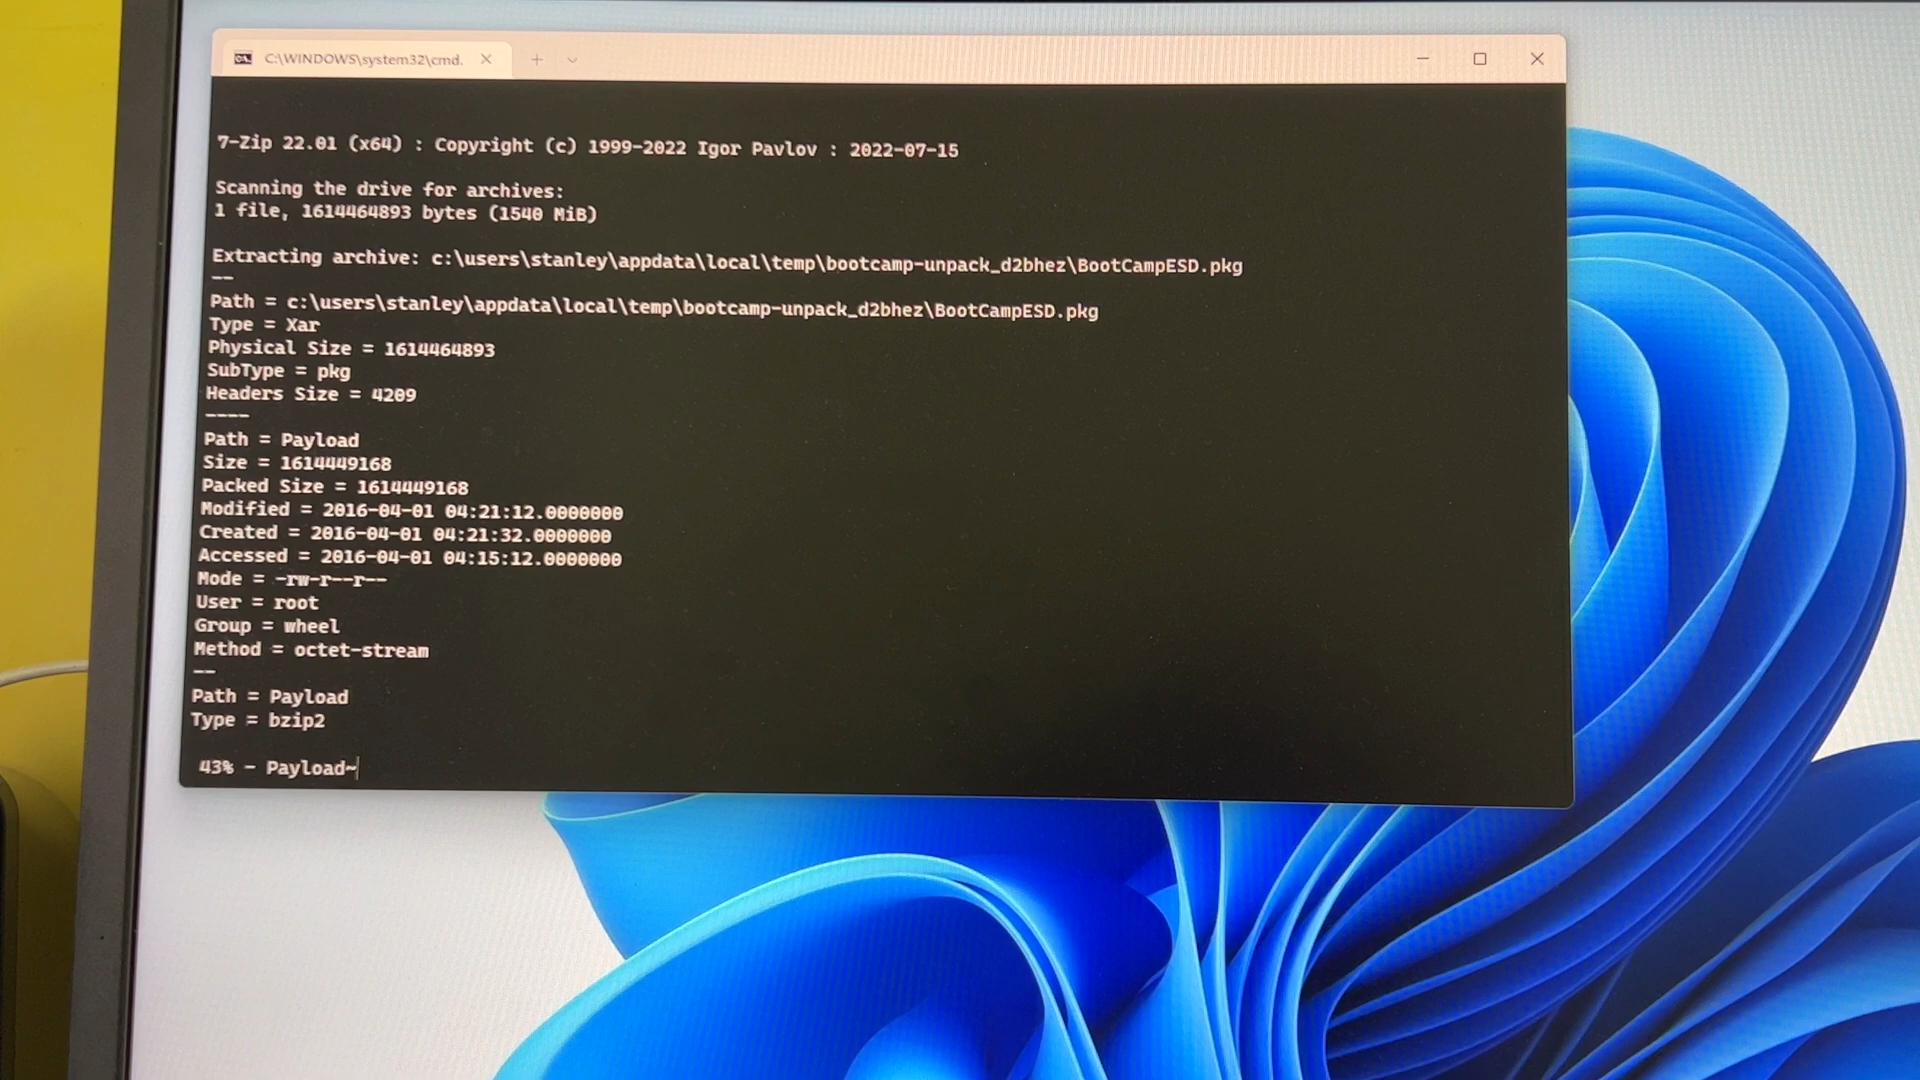 C:\WINDOWS\system32\cmd.
7-Zip 22.01 (x64) : Copyright (c) 1999-2022 Igor Pavlov : 2022-07-15
Scanning the drive for archives:
1 file, 1614464893 bytes (1540 MiB)
Extracting archive: c:\users\stanley\appdata\local\temp\bootcamp-unpack_d2bhez\BootCampESD.pkg
--
Path = c:\users\stanley\appdata\local\temp\bootcamp-unpack_d2bhez\BootCampESD.pkg
Type = Xar
Physical Size = 1614464893
SubType = pkg
Headers Size = 4209
----
Path = Payload
Size = 1614449168
Packed Size = 1614449168
Modified = 2016-04-01 04:21:12.0000000
Created = 2016-04-01 04:21:32.0000000
Accessed = 2016-04-01 04:15:12.0000000
Mode = -rw-r--r--
User = root
Group = wheel
Method = octet-stream
--
Path = Payload
Type = bzip2
43% - Payload~